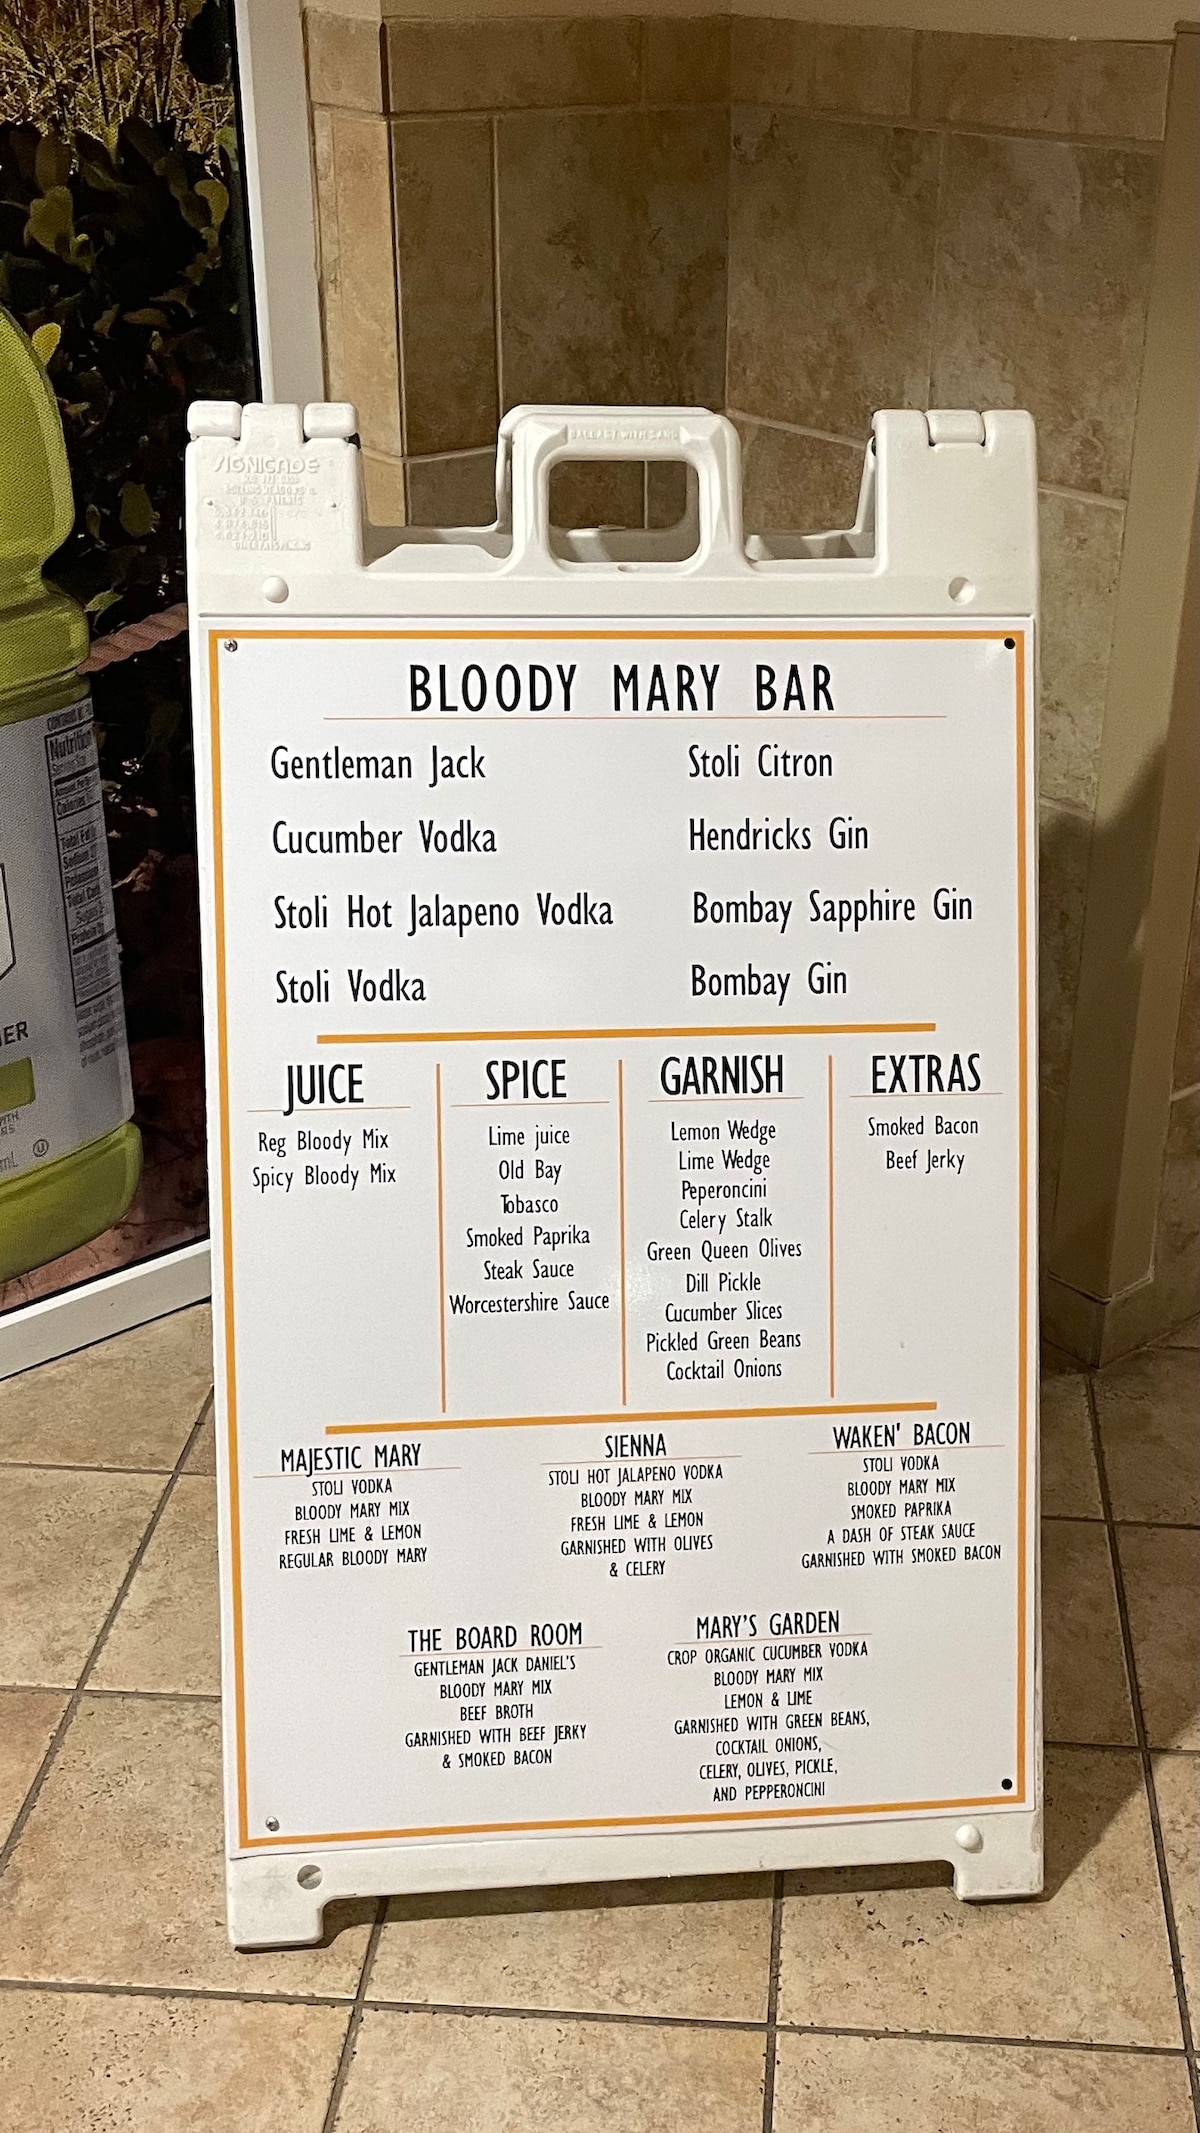 BALLAST WITH SAND
SIGNICADE
BLOODY MARY BAR
Gentleman Jack
Cucumber Vodka
Stoli Hot Jalapeno Vodka
Stoli Vodka
Stoli Citron
Hendricks Gin
Bombay Sapphire Gin
Bombay Gin
JUICE
Reg Bloody Mix
Spicy Bloody Mix
SPICE
Lime juice
Old Bay
Tobasco
Smoked Paprika
Steak Sauce
Worcestershire Sauce
GARNISH
Lemon Wedge
Lime Wedge
Peperoncini
Celery Stalk
Green Queen Olives
Dill Pickle
Cucumber Slices
Pickled Green Beans
Cocktail Onions
EXTRAS
Smoked Bacon
Beef Jerky
MAJESTIC MARY
STOLI VODKA
BLOODY MARY MIX
FRESH LIME & LEMON
REGULAR BLOODY MARY
SIENNA
STOLI HOT JALAPENO VODKA
BLOODY MARY MIX
FRESH LIME & LEMON
GARNISHED WITH OLIVES
& CELERY
WAKEN' BACON
STOLI VODKA
BLOODY MARY MIX
SMOKED PAPRIKA
A DASH OF STEAK SAUCE
GARNISHED WITH SMOKED BACON
THE BOARD ROOM
GENTLEMAN JACK DANIEL'S
BLOODY MARY MIX
BEEF BROTH
GARNISHED WITH BEEF JERKY
& SMOKED BACON
MARY'S GARDEN
CROP ORGANIC CUCUMBER VODKA
BLOODY MARY MIX
LEMON & LIME
GARNISHED WITH GREEN BEANS,
COCKTAIL ONIONS,
CELERY, OLIVES, PICKLE,
AND PEPPERONCINI